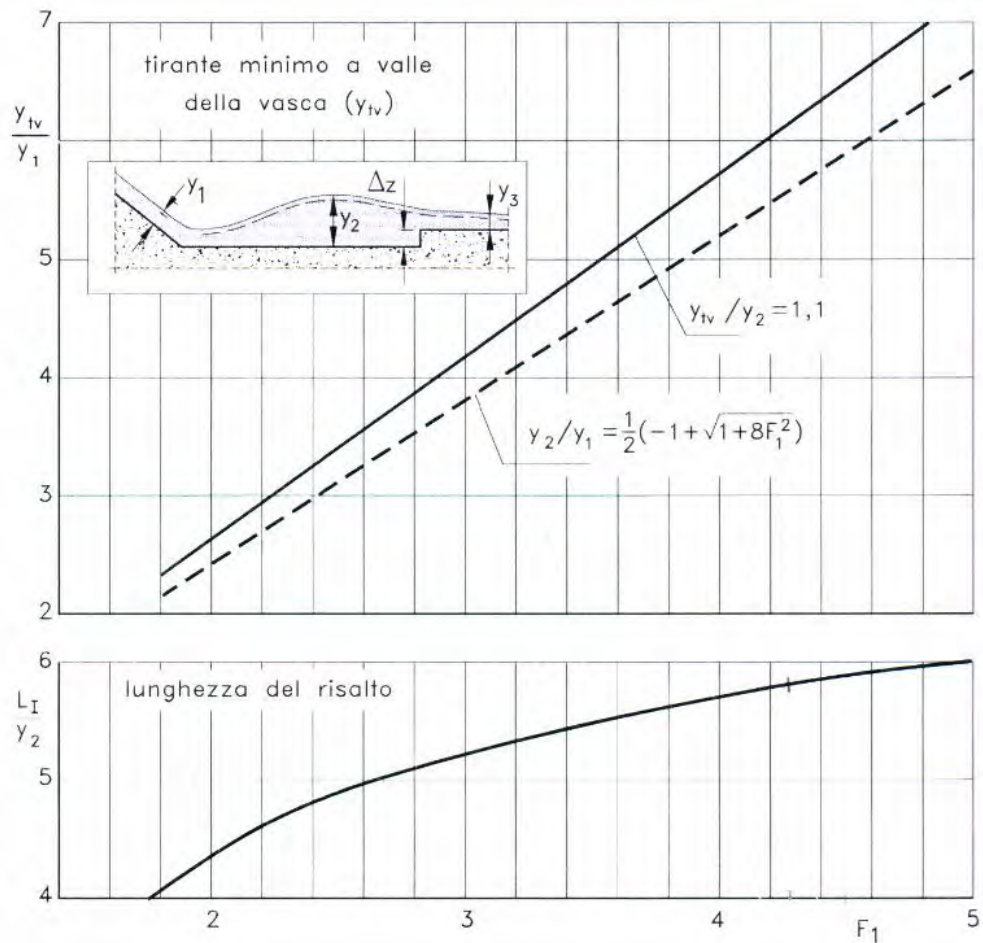 7
tirante minimo a valle
della vasca (y_tv)
y_tv
y_1
y_1
Δz
y_2
y_3
5
y_tv / y_2 = 1,1
4
y_2/y_1 = 1/2(-1+√1+8F_1^2)
3
2
6
lunghezza del risalto
L_I
y_2
5
4
2
3
4
F_1
5